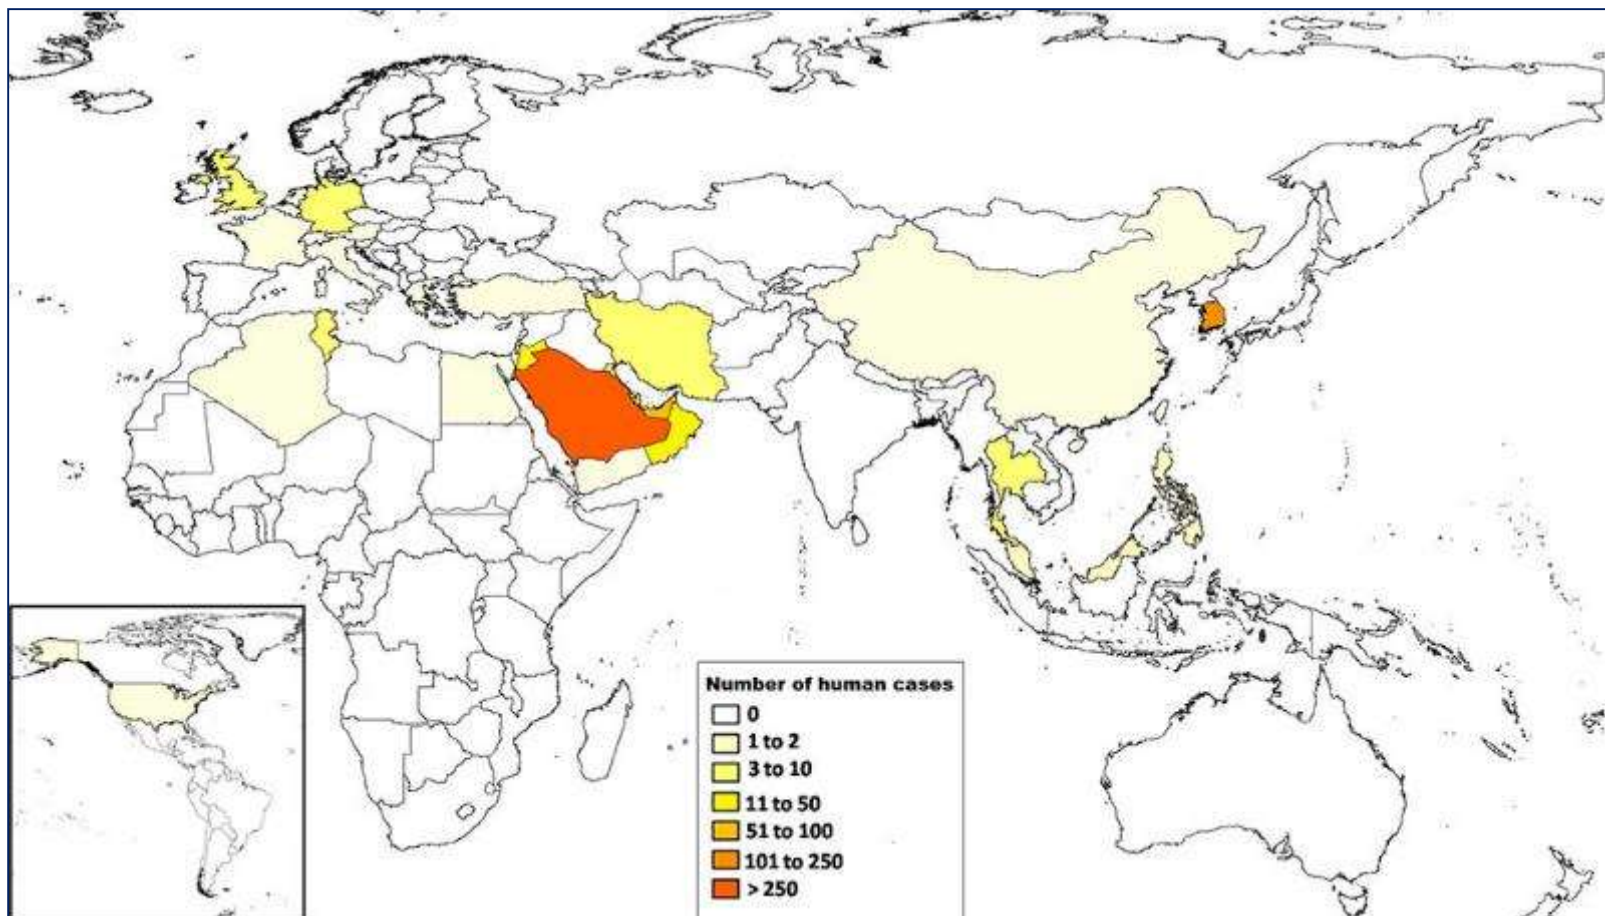 Number of human cases
0
1 to 2
3 to 10
11 to 50
51 to 100
101 to 250
> 250